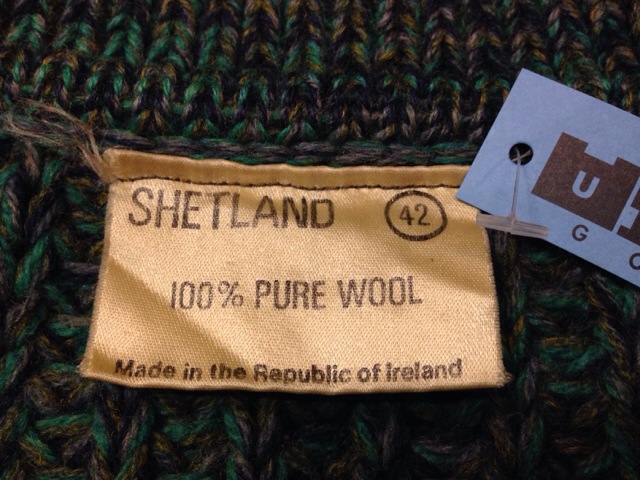 SHETLAND 42
100% PURE WOOL
Made in the Republic of Ireland
U
G